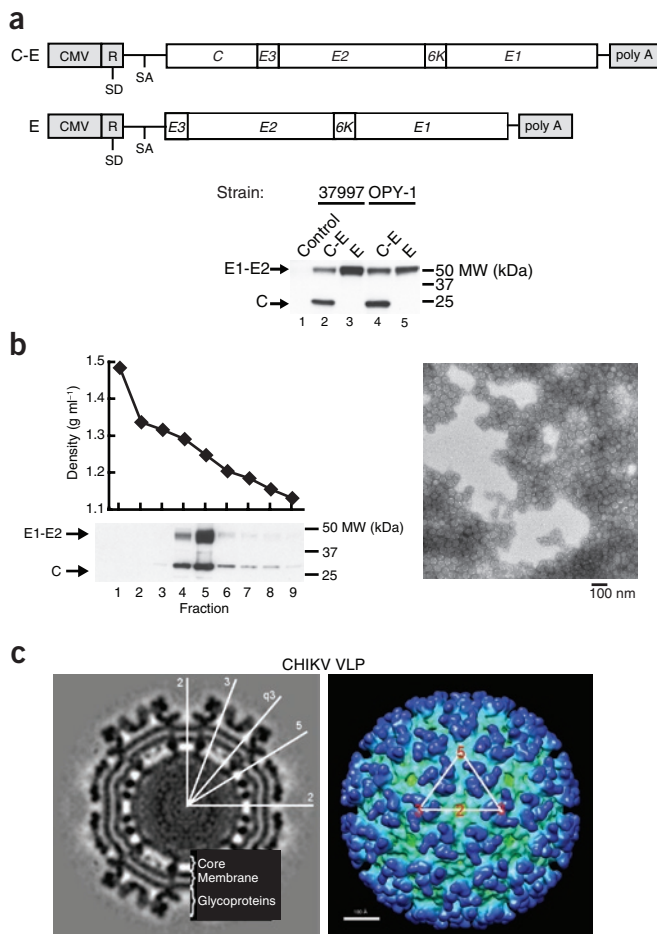 a
C-E CMV R C E3 E2 6K E1 poly A
SD SA
E CMV R E3 E2 6K E1 poly A
SD SA
Strain: 37997 OPY-1
Control C-E E C-E E
E1-E2 50 MW (kDa)
37
C 25
1 2 3 4 5
b
1.5
1.4
1.3
1.2
1.1
Density (g ml⁻¹)
E1-E2 50 MW (kDa)
37
C 25
1 2 3 4 5 6 7 8 9
Fraction
100 nm
c
CHIKV VLP
2 3 q3 5 2
Core
Membrane
Glycoproteins
5
2